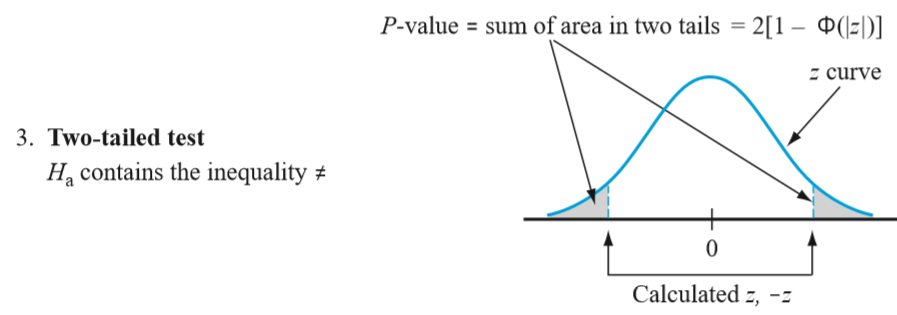 P-value = sum of area in two tails = 2[1 – Φ(|z|)]
z curve
3. Two-tailed test
Hₐ contains the inequality ≠
0
Calculated z, −z